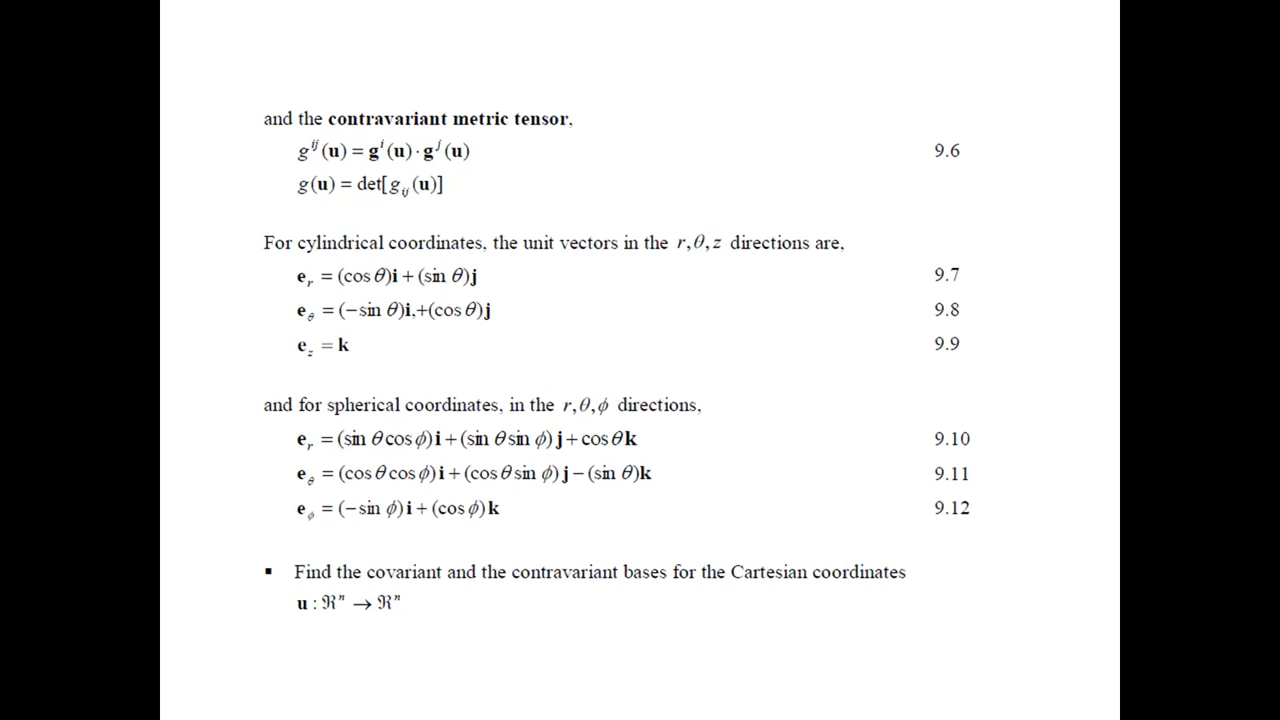 and the contravariant metric tensor,
g^{ij}(u) = g^i(u) · g^j(u) 9.6
g(u) = det[g_{ij}(u)]
For cylindrical coordinates, the unit vectors in the r, θ, z directions are,
e_r = (cos θ)i + (sin θ)j 9.7
e_θ = (−sin θ)i,+(cos θ)j 9.8
e_z = k 9.9
and for spherical coordinates, in the r, θ, ϕ directions,
e_r = (sin θ cos ϕ)i + (sin θ sin ϕ)j + cos θk 9.10
e_θ = (cos θ cos ϕ)i + (cos θ sin ϕ)j − (sin θ)k 9.11
e_ϕ = (−sin ϕ)i + (cos ϕ)k 9.12
▪ Find the covariant and the contravariant bases for the Cartesian coordinates
u : ℜ^n → ℜ^n